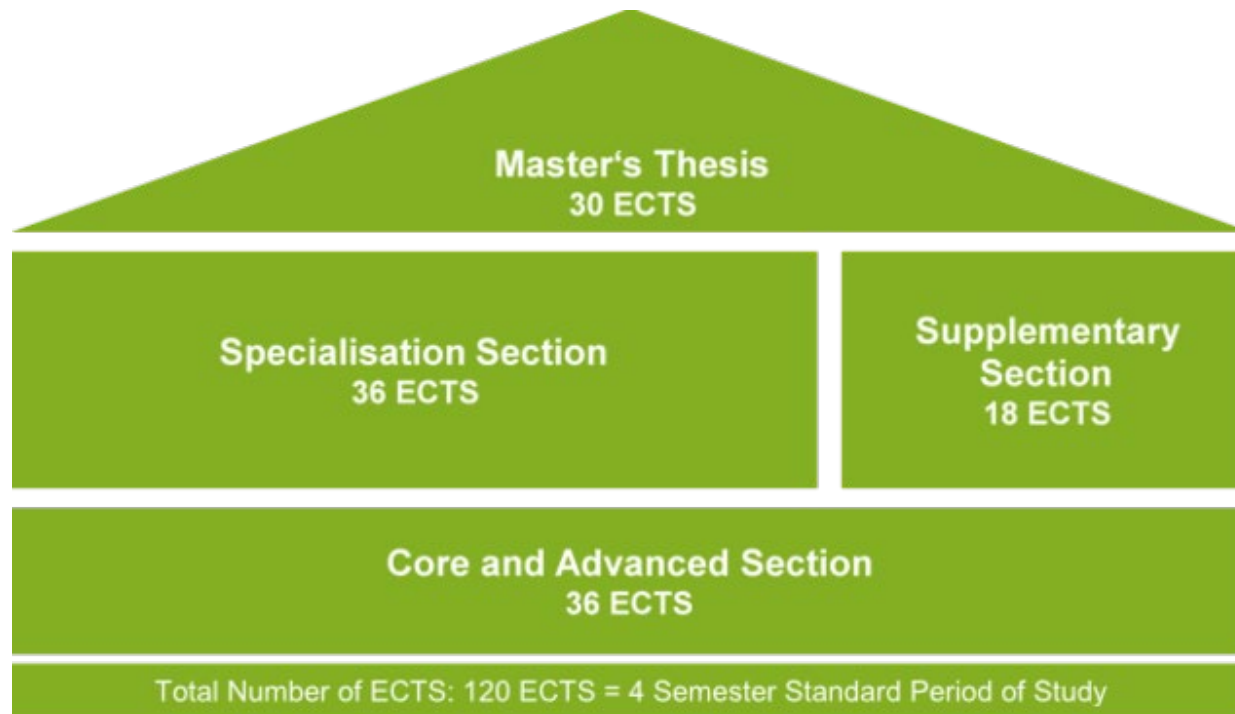 Master‘s Thesis
30 ECTS
Specialisation Section
36 ECTS
Supplementary
Section
18 ECTS
Core and Advanced Section
36 ECTS
Total Number of ECTS: 120 ECTS = 4 Semester Standard Period of Study